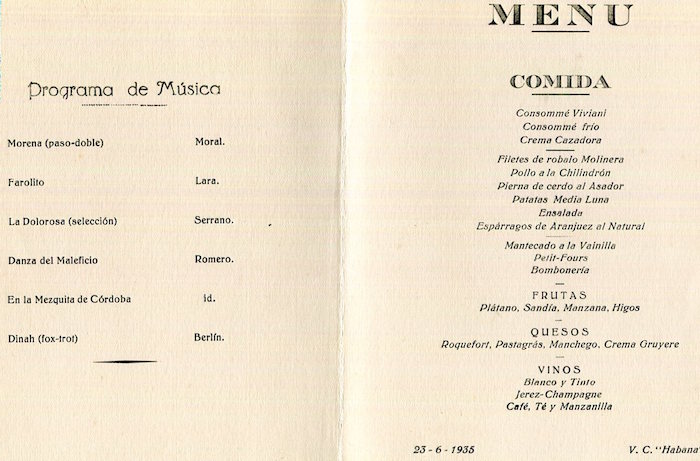 Programa de Música
Morena (paso-doble) Moral.
Farolito Lara.
La Dolorosa (selección) Serrano.
Danza del Maleficio Romero.
En la Mezquita de Córdoba id.
Dinah (fox-trot) Berlín.
MENU
COMIDA
Consommé Viviani
Consommé frío
Crema Cazadora
Filetes de robalo Molinera
Pollo a la Chilindrón
Pierna de cerdo al Asador
Patatas Media Luna
Ensalada
Espárragos de Aranjuez al Natural
Mantecado a la Vainilla
Petit-Fours
Bombonería
FRUTAS
Plátano, Sandía, Manzana, Higos
QUESOS
Roquefort, Pastagrás, Manchego, Crema Gruyere
VINOS
Blanco y Tinto
Jerez-Champagne
Café, Té y Manzanilla
23 - 6 - 1935 V. C. "Habana